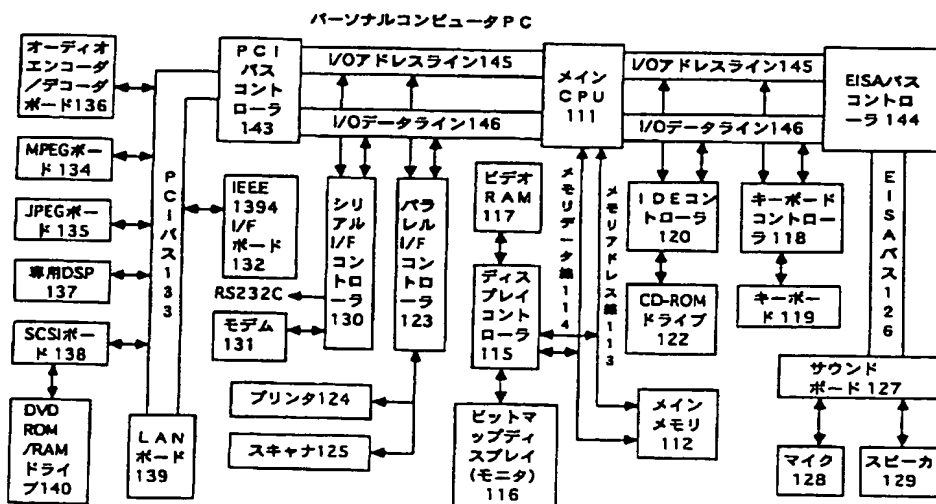 パーソナルコンピュータPC
オーディオ
エンコーダ
/デコーダ
ボード136
MPEGボー
ド134
JPEGボー
ド135
専用DSP
137
SCSIボー
ド138
DVD
ROM
/RAM
ドライ
ブ140
PCIバス133
LAN
ボード
139
PCI
バス
コント
ローラ
143
IEEE
1394
I/F
ボード
132
RS232C
モデム
131
I/Oアドレスライン145
I/Oデータライン146
シリ
アル
I/F
コン
トロ
ーラ
130
パラ
レル
I/F
コン
トロ
ーラ
123
プリンタ124
スキャナ125
メイン
CPU
111
ビデオ
RAM
117
ディス
プレイ
コント
ローラ
115
ビットマ
ップディ
スプレイ
(モニタ)
116
メモリデータ線114
メモリアドレス線113
メイン
メモリ
112
I/Oアドレスライン145
I/Oデータライン146
IDEコン
トローラ
120
CD-ROM
ドライブ
122
キーボード
コントロー
ラ118
キーボー
ド119
EISAバス
コントロ
ーラ144
EISAバス126
サウンド
ボード127
マイク
128
スピーカ
129